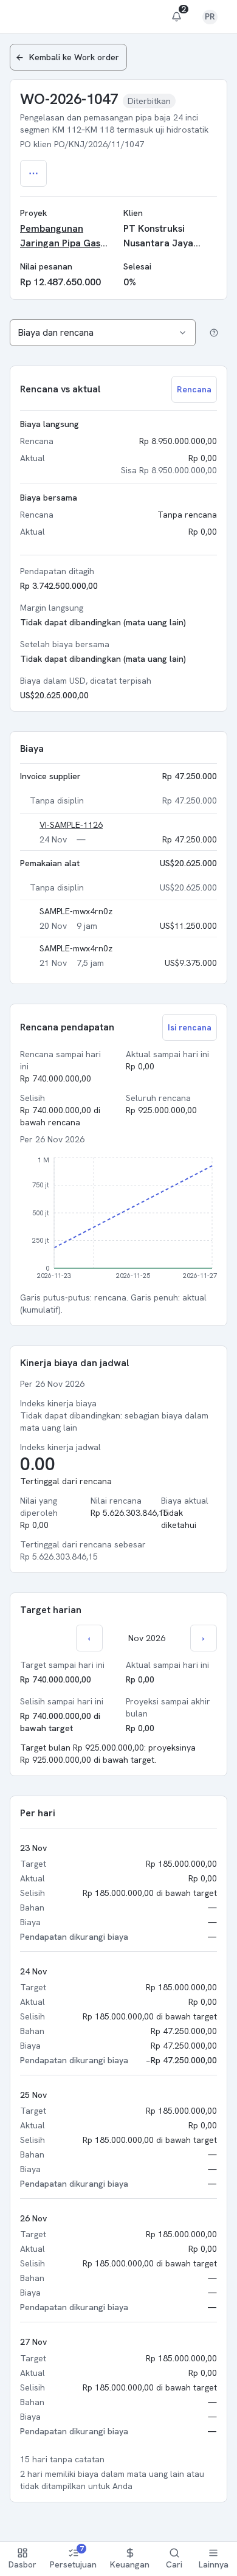 2
PR
← Kembali ke Work order
WO-2026-1047 Diterbitkan
Pengelasan dan pemasangan pipa baja 24 inci
segmen KM 112–KM 118 termasuk uji hidrostatik
PO klien PO/KNJ/2026/11/1047
...
Proyek
Pembangunan
Jaringan Pipa Gas...
Klien
PT Konstruksi
Nusantara Jaya...
Nilai pesanan
Rp 12.487.650.000
Selesai
0%
Biaya dan rencana
Rencana vs aktual
Rencana
Biaya langsung
Rencana Rp 8.950.000.000,00
Aktual Rp 0,00
Sisa Rp 8.950.000.000,00
Biaya bersama
Rencana Tanpa rencana
Aktual Rp 0,00
Pendapatan ditagih
Rp 3.742.500.000,00
Margin langsung
Tidak dapat dibandingkan (mata uang lain)
Setelah biaya bersama
Tidak dapat dibandingkan (mata uang lain)
Biaya dalam USD, dicatat terpisah
US$20.625.000,00
Biaya
Invoice supplier Rp 47.250.000
Tanpa disiplin Rp 47.250.000
VI-SAMPLE-1126
24 Nov — Rp 47.250.000
Pemakaian alat US$20.625.000
Tanpa disiplin US$20.625.000
SAMPLE-mwx4rn0z
20 Nov 9 jam US$11.250.000
SAMPLE-mwx4rn0z
21 Nov 7,5 jam US$9.375.000
Rencana pendapatan
Isi rencana
Rencana sampai hari
ini
Rp 740.000.000,00
Aktual sampai hari ini
Rp 0,00
Selisih
Rp 740.000.000,00 di
bawah rencana
Seluruh rencana
Rp 925.000.000,00
Per 26 Nov 2026
1 M
750 jt
500 jt
250 jt
0
2026-11-23 2026-11-25 2026-11-27
Garis putus-putus: rencana. Garis penuh: aktual
(kumulatif).
Kinerja biaya dan jadwal
Per 26 Nov 2026
Indeks kinerja biaya
Tidak dapat dibandingkan: sebagian biaya dalam
mata uang lain
Indeks kinerja jadwal
0.00
Tertinggal dari rencana
Nilai yang
diperoleh
Rp 0,00
Nilai rencana
Rp 5.626.303.846,15
Biaya aktual
Tidak
diketahui
Tertinggal dari rencana sebesar
Rp 5.626.303.846,15
Target harian
‹ Nov 2026 ›
Target sampai hari ini
Rp 740.000.000,00
Aktual sampai hari ini
Rp 0,00
Selisih sampai hari ini
Rp 740.000.000,00 di
bawah target
Proyeksi sampai akhir
bulan
Rp 0,00
Target bulan Rp 925.000.000,00: proyeksinya
Rp 925.000.000,00 di bawah target.
Per hari
23 Nov
Target Rp 185.000.000,00
Aktual Rp 0,00
Selisih Rp 185.000.000,00 di bawah target
Bahan —
Biaya —
Pendapatan dikurangi biaya —
24 Nov
Target Rp 185.000.000,00
Aktual Rp 0,00
Selisih Rp 185.000.000,00 di bawah target
Bahan Rp 47.250.000,00
Biaya Rp 47.250.000,00
Pendapatan dikurangi biaya −Rp 47.250.000,00
25 Nov
Target Rp 185.000.000,00
Aktual Rp 0,00
Selisih Rp 185.000.000,00 di bawah target
Bahan —
Biaya —
Pendapatan dikurangi biaya —
26 Nov
Target Rp 185.000.000,00
Aktual Rp 0,00
Selisih Rp 185.000.000,00 di bawah target
Bahan —
Biaya —
Pendapatan dikurangi biaya —
27 Nov
Target Rp 185.000.000,00
Aktual Rp 0,00
Selisih Rp 185.000.000,00 di bawah target
Bahan —
Biaya —
Pendapatan dikurangi biaya —
15 hari tanpa catatan
2 hari memiliki biaya dalam mata uang lain atau
tidak ditampilkan untuk Anda
7
Dasbor Persetujuan Keuangan Cari Lainnya